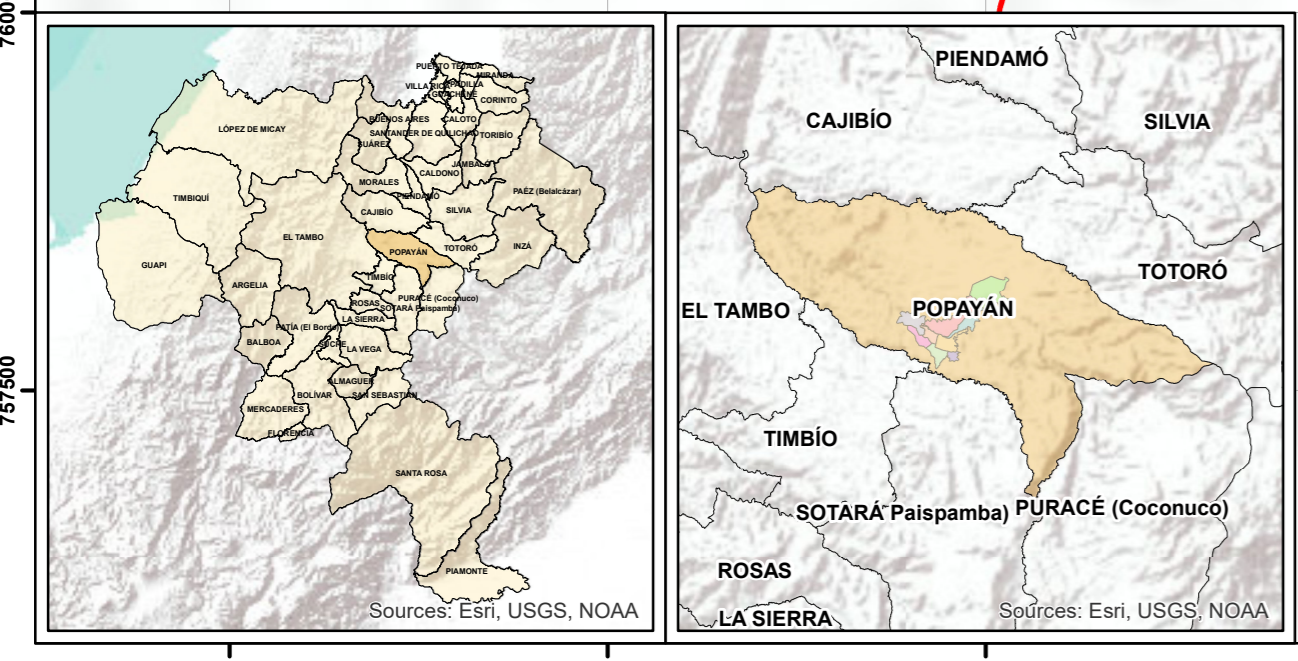 7600
757500
PUERTO TEJADA
MIRANDA
VILLA RICA
PADILLA
GUACHENÉ
CORINTO
LÓPEZ DE MICAY
BUENOS AIRES
CALOTO
SANTANDER DE QUILICHAO
TORIBÍO
SUÁREZ
JAMBALÓ
CALDONO
MORALES
PAÉZ (Belalcázar)
TIMBIQUÍ
PIENDAMÓ
CAJIBÍO
SILVIA
EL TAMBO
TOTORÓ
INZÁ
POPAYÁN
GUAPI
TIMBÍO
ARGELIA
PURACÉ (Coconuco)
ROSAS
SOTARÁ Paispamba)
LA SIERRA
PATÍA (El Bordo)
BALBOA
SUCRE
LA VEGA
ALMAGUER
BOLÍVAR
SAN SEBASTIÁN
MERCADERES
FLORENCIA
SANTA ROSA
PIAMONTE
Sources: Esri, USGS, NOAA
PIENDAMÓ
CAJIBÍO
SILVIA
TOTORÓ
EL TAMBO
POPAYÁN
TIMBÍO
SOTARÁ Paispamba)
PURACÉ (Coconuco)
ROSAS
LA SIERRA
Sources: Esri, USGS, NOAA